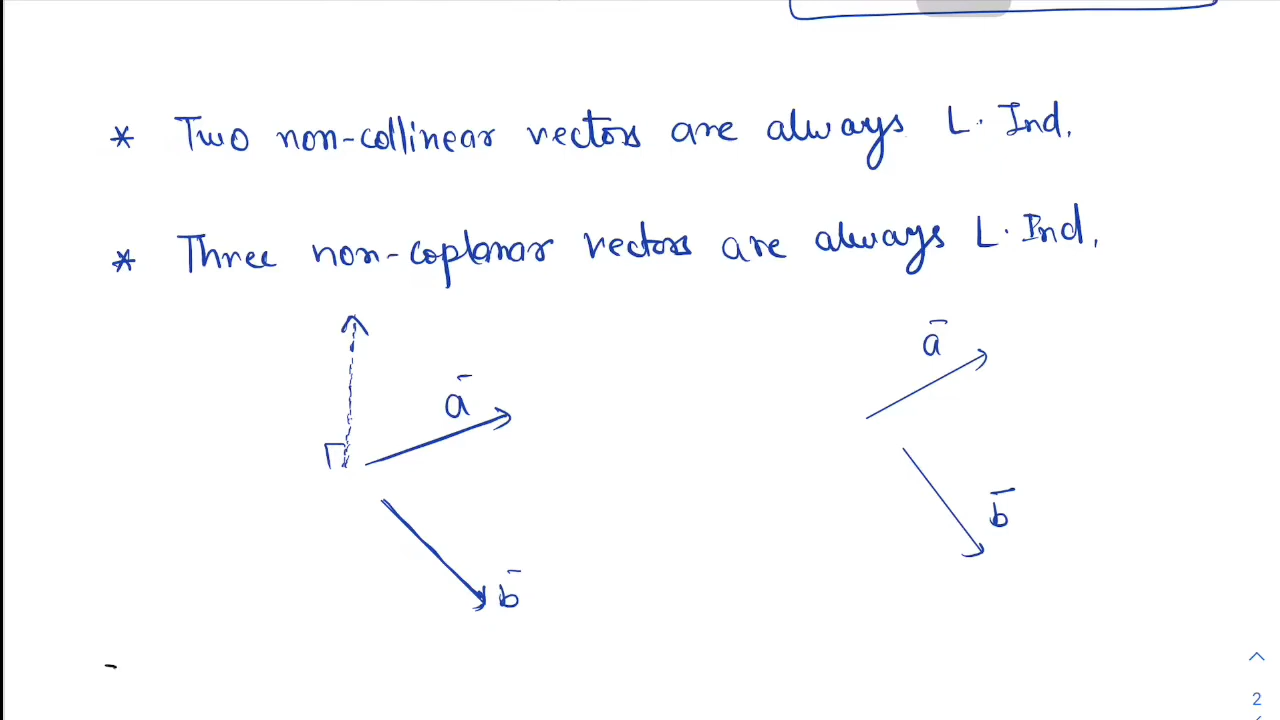 * Two non-collinear vectors are always L. Ind.
* Three non-coplanar vectors are always L. Ind.
ā
ā
b̄
b̄
2